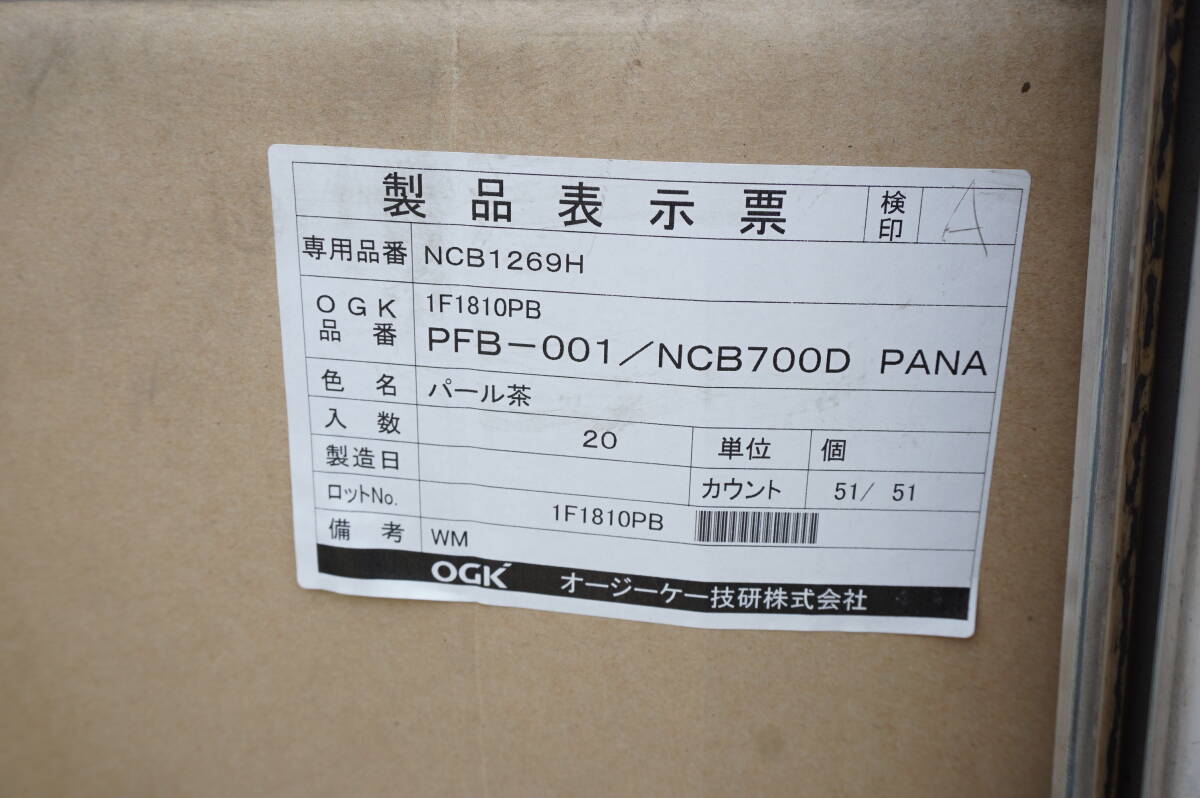 製品表示票 検印 A
専用品番 NCB1269H
OGK品番 1F1810PB
PFB-001/NCB700D PANA
色名 パール茶
入数 20 単位 個
製造日 カウント 51/ 51
ロットNo. 1F1810PB
備考 WM
OGK オージーケー技研株式会社